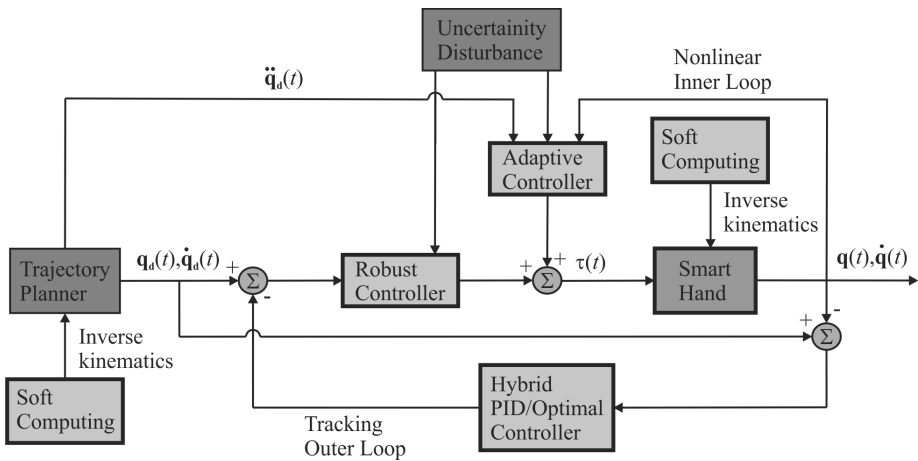 Uncertainity
Disturbance
Nonlinear
Inner Loop
q̈d(t)
Soft
Computing
Adaptive
Controller
Inverse
kinematics
qd(t),q̇d(t)
Trajectory
Planner
+
Σ
-
Robust
Controller
+
+
Σ
τ(t)
Smart
Hand
q(t),q̇(t)
Inverse
kinematics
+
-
Σ
Soft
Computing
Hybrid
PID/Optimal
Controller
Tracking
Outer Loop